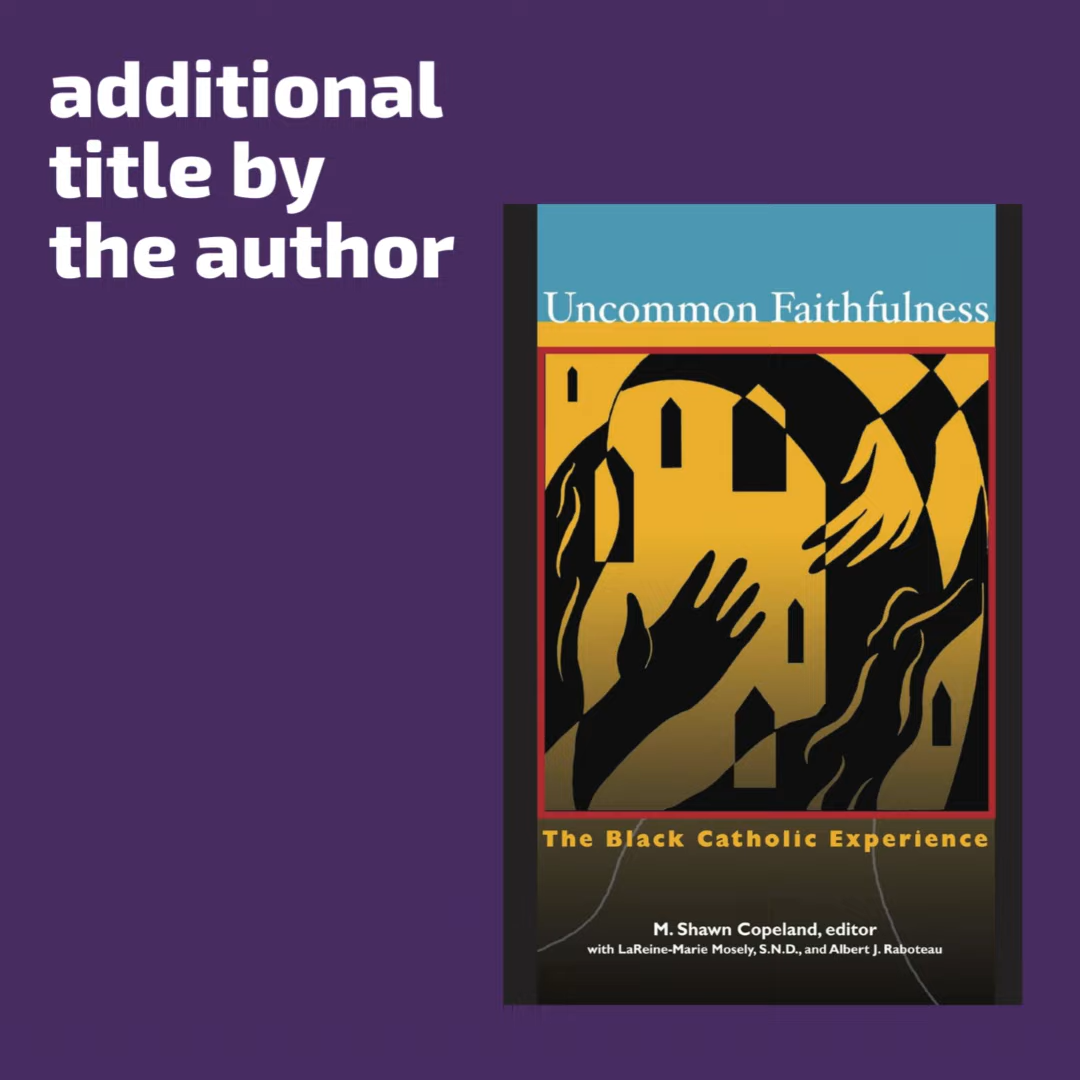 additional
title by
the author
Uncommon Faithfulness
The Black Catholic Experience
M. Shawn Copeland, editor
with LaReine-Marie Mosely, S.N.D., and Albert J. Raboteau